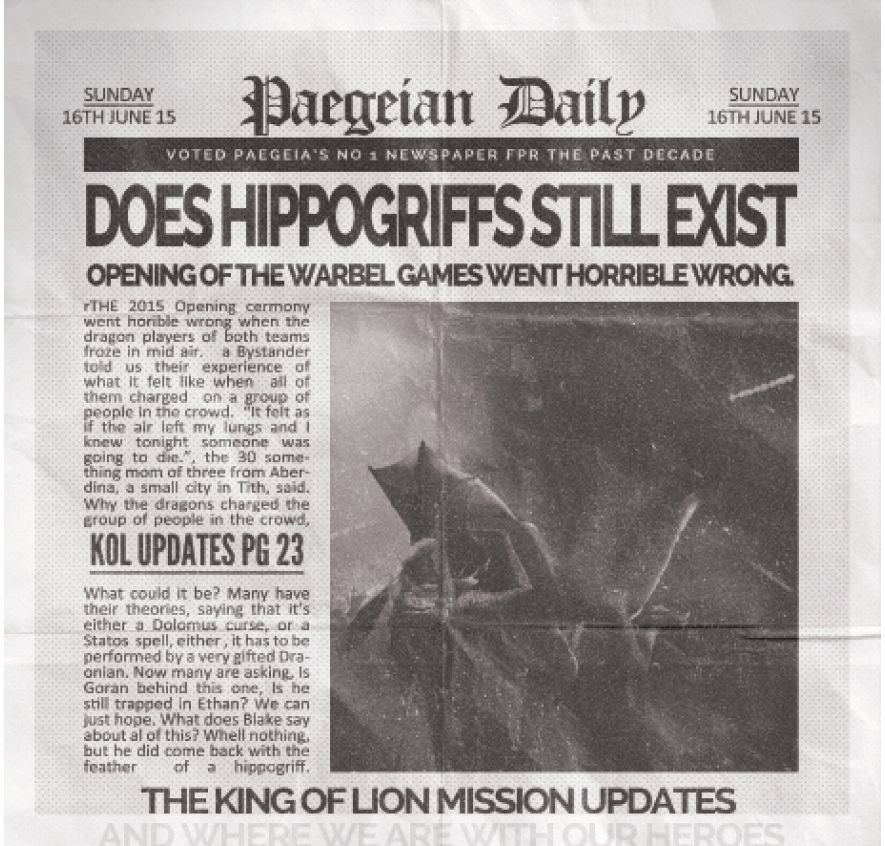 SUNDAY
16TH JUNE 15
Paegeian Daily
SUNDAY
16TH JUNE 15
VOTED PAEGEIA'S NO 1 NEWSPAPER FPR THE PAST DECADE
DOES HIPPOGRIFFS STILL EXIST
OPENING OF THE WARBEL GAMES WENT HORRIBLE WRONG.
rTHE 2015 Opening cermony
went horible wrong when the
dragon players of both teams
froze in mid air. a Bystander
told us their experience of
what it felt like when all of
them charged on a group of
people in the crowd. "It felt as
if the air left my lungs and I
knew tonight someone was
going to die.", the 30 some-
thing mom of three from Aber-
dina, a small city in Tith, said.
Why the dragons charged the
group of people in the crowd,
KOL UPDATES PG 23
What could it be? Many have
their theories, saying that it's
either a Dolomus curse, or a
Statos spell, either , it has to be
performed by a very gifted Dra-
onian. Now many are asking, Is
Goran behind this one, Is he
still trapped in Ethan? We can
just hope. What does Blake say
about al of this? Whell nothing,
but he did come back with the
feather of a hippogriff.
THE KING OF LION MISSION UPDATES
AND WHERE WE ARE WITH OUR HEROES